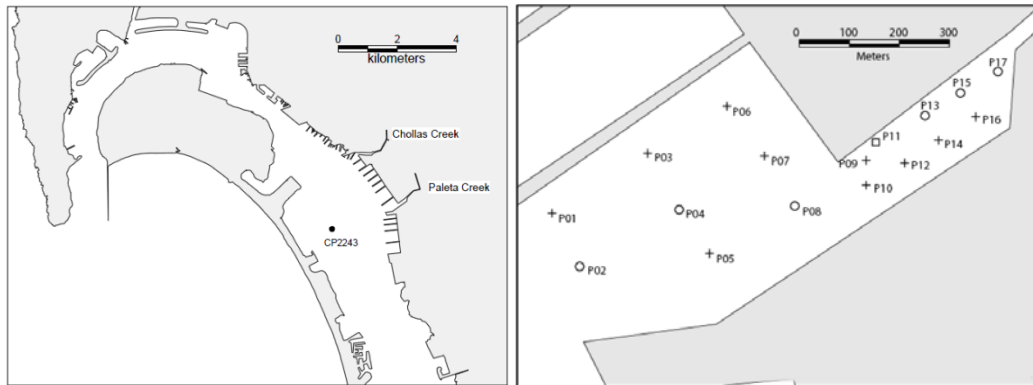 0 2 4
kilometers
Chollas Creek
Paleta Creek
CP2243
0 100 200 300
Meters
P17
P15
P06
P13
P16
P11
P14
P03
P07
P09
P12
P10
P01
P04
P08
P05
P02